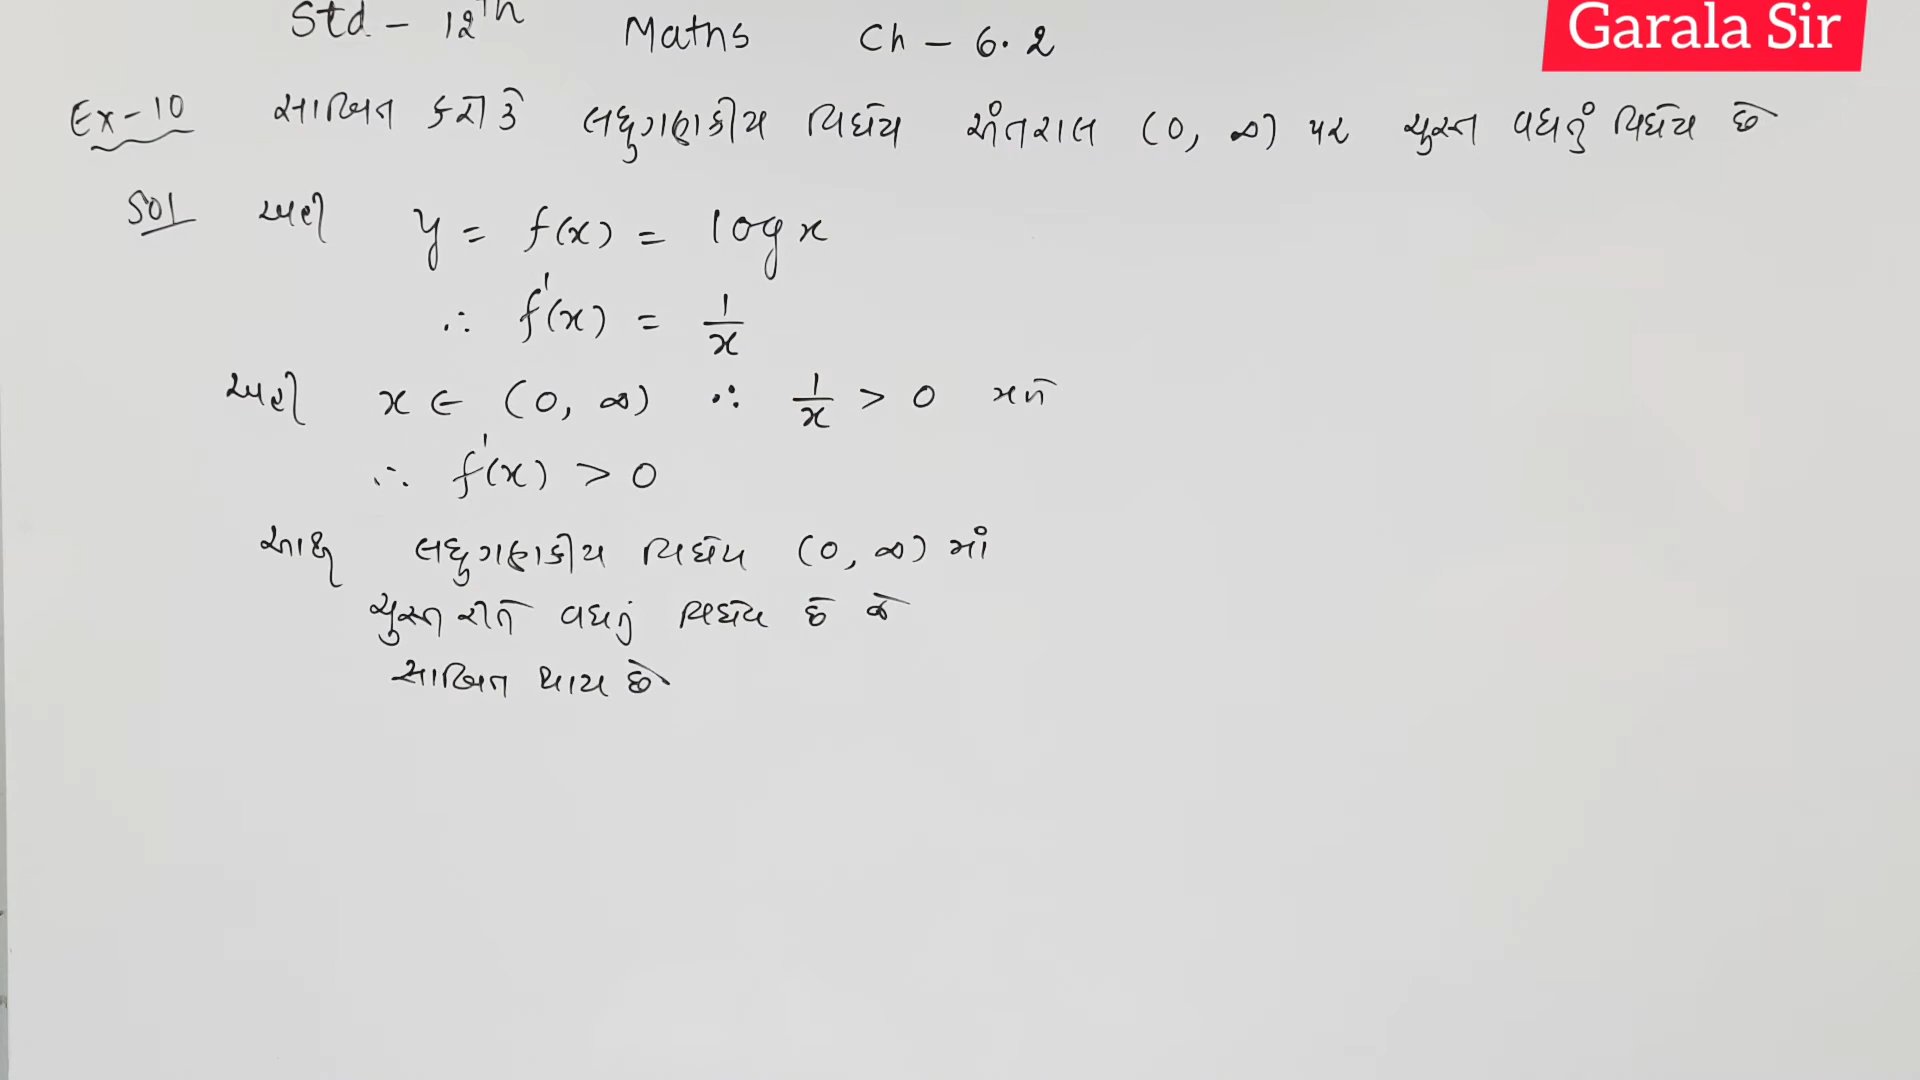 Std - 12th Maths Ch - 6.2
Garala Sir
Ex-10 સાબિત કરો કે લઘુગણકીય વિધેય અંતરાલ (0, ∞) પર ચુસ્ત વધતું વિધેય છે
SOL અહી y = f(x) = log x
∴ f'(x) = 1/x
અહી x ∈ (0, ∞) ∴ 1/x > 0 મળે
∴ f'(x) > 0
આથી લઘુગણકીય વિધેય (0, ∞) માં
ચુસ્ત રીતે વધતું વિધેય છે તે
સાબિત થાય છે